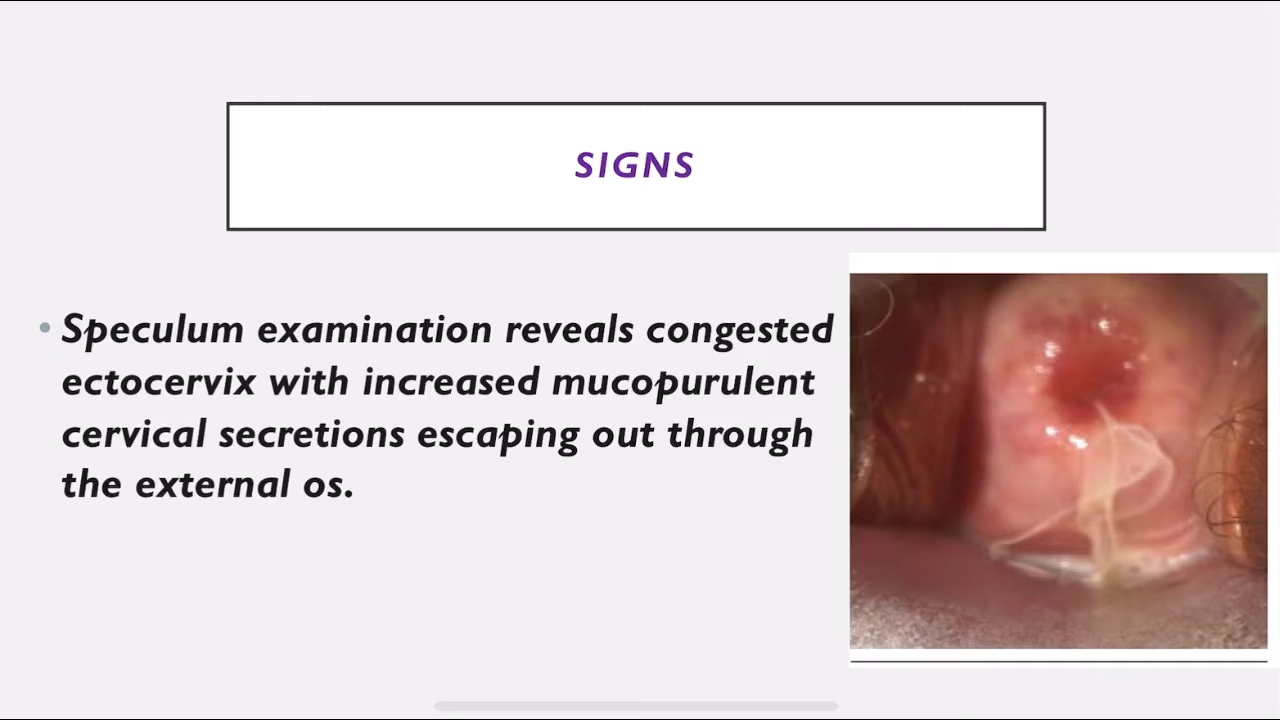 SIGNS
• Speculum examination reveals congested
ectocervix with increased mucopurulent
cervical secretions escaping out through
the external os.